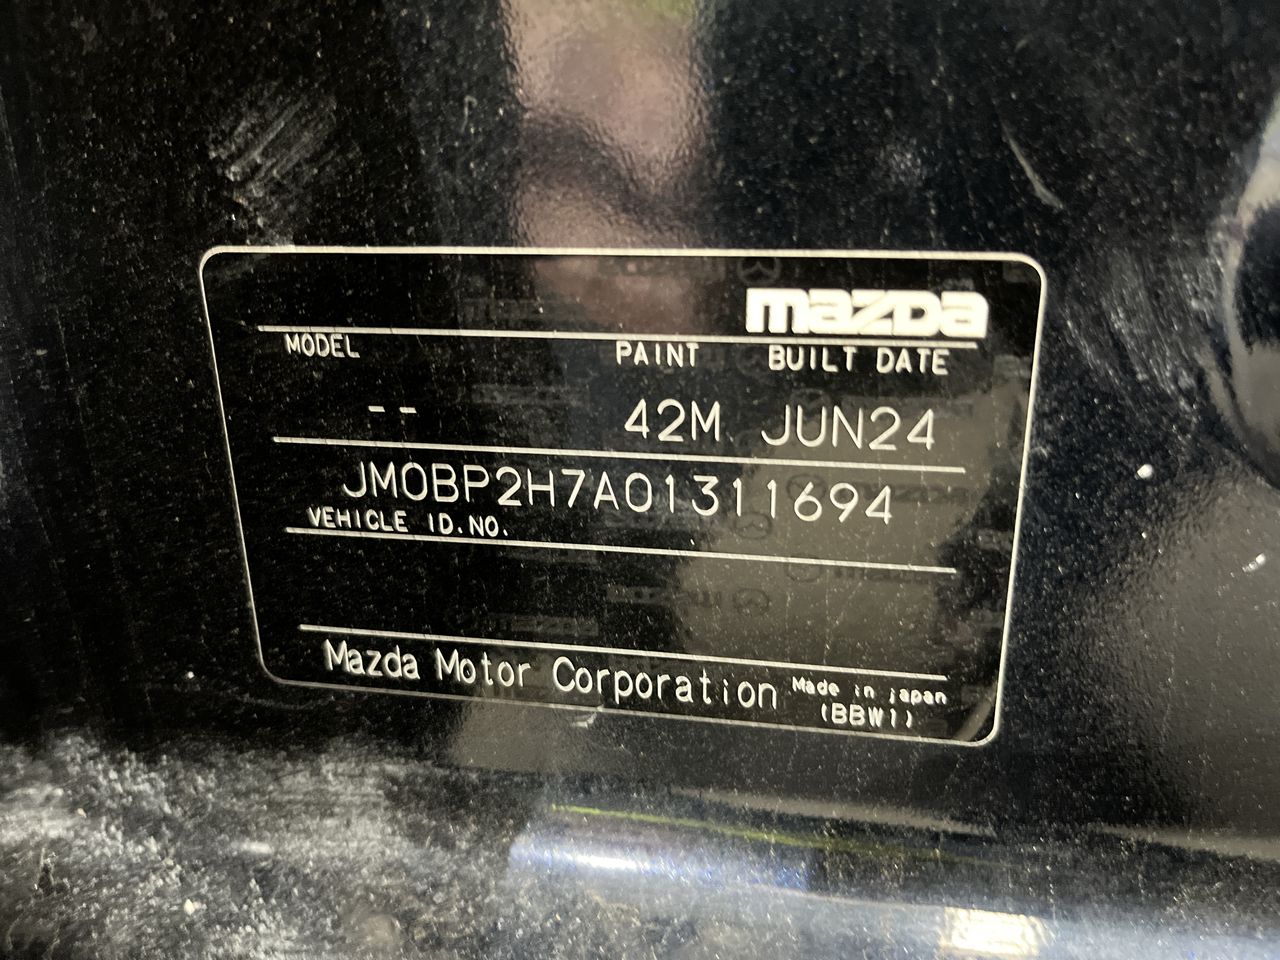 mazda
MODEL PAINT BUILT DATE
-- 42M JUN24
JM0BP2H7A01311694
VEHICLE ID.NO.
Mazda Motor Corporation Made in japan
(BBW1)